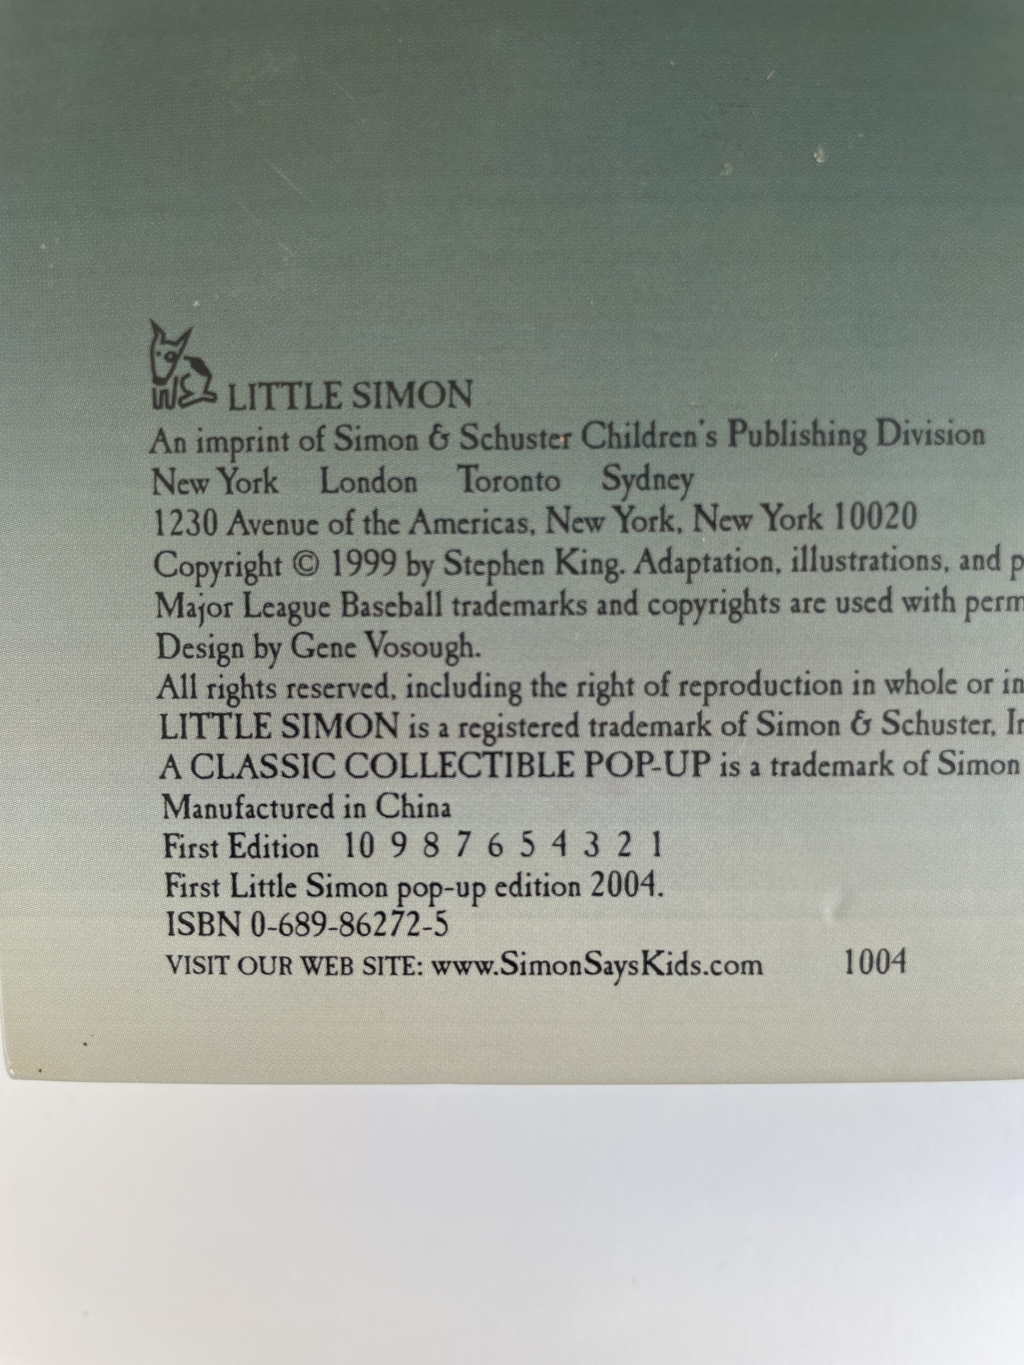 LITTLE SIMON
An imprint of Simon & Schuster Children's Publishing Division
New York London Toronto Sydney
1230 Avenue of the Americas, New York, New York 10020
Copyright © 1999 by Stephen King. Adaptation, illustrations, and p
Major League Baseball trademarks and copyrights are used with perm
Design by Gene Vosough.
All rights reserved, including the right of reproduction in whole or in
LITTLE SIMON is a registered trademark of Simon & Schuster, In
A CLASSIC COLLECTIBLE POP-UP is a trademark of Simon
Manufactured in China
First Edition 10 9 8 7 6 5 4 3 2 1
First Little Simon pop-up edition 2004.
ISBN 0-689-86272-5
VISIT OUR WEB SITE: www.SimonSaysKids.com 1004